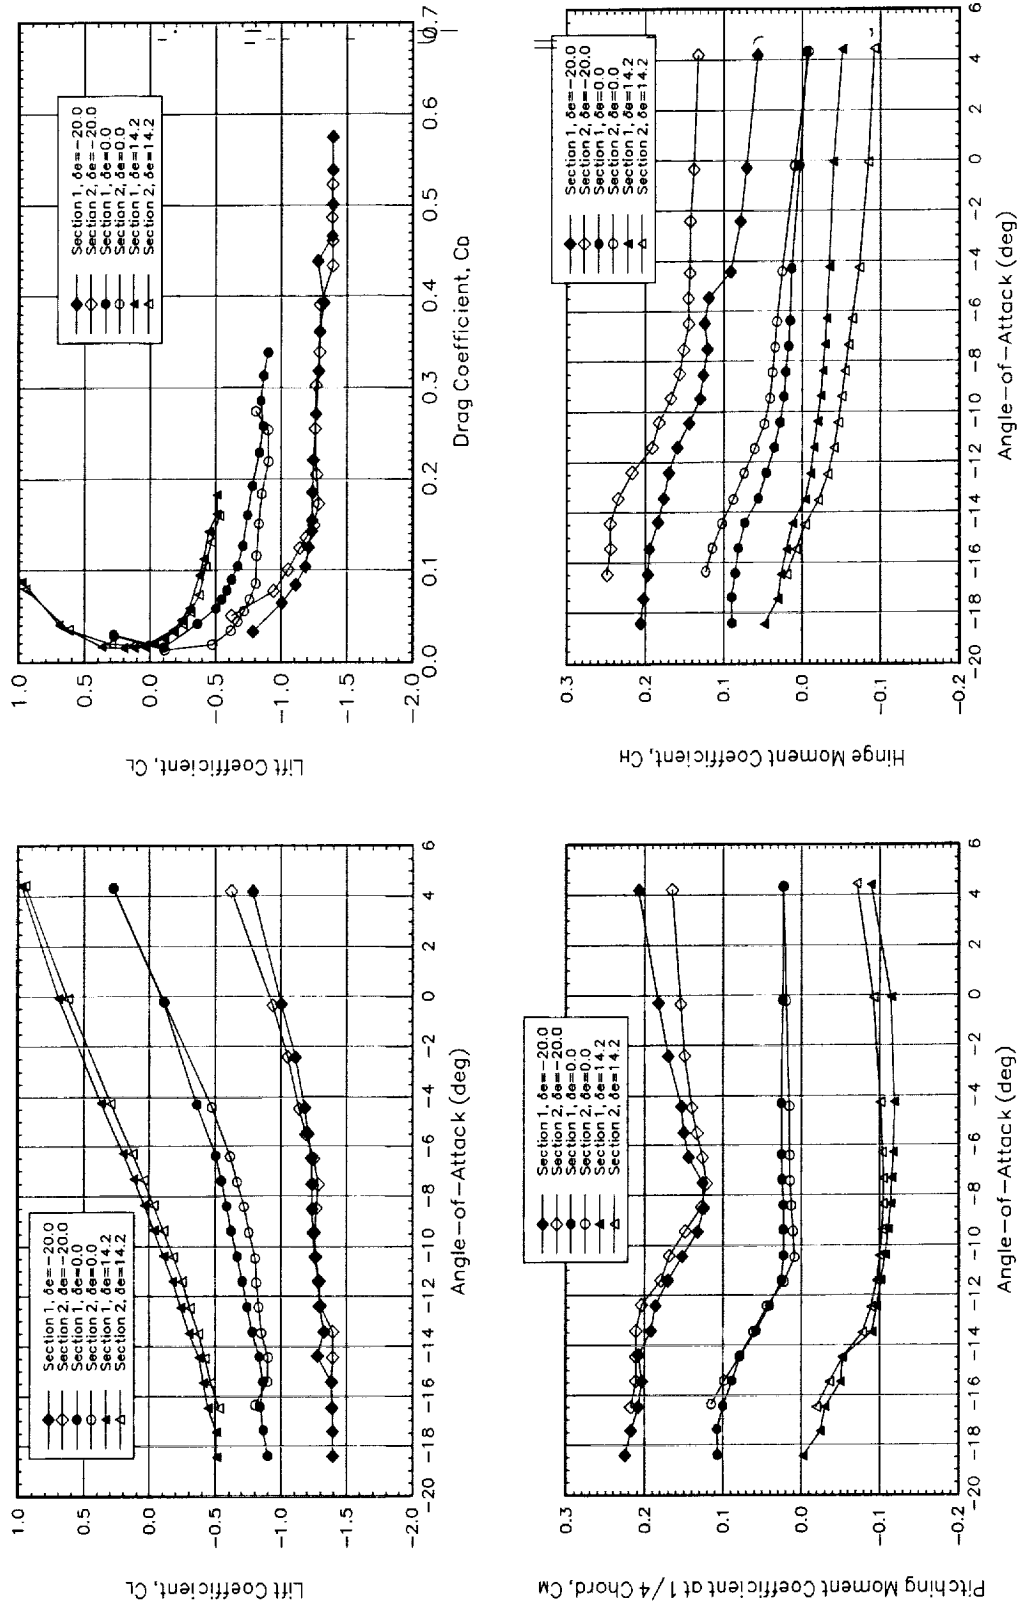 Lift Coefficient, CL
1.0
0.5
0.0
−0.5
−1.0
−1.5
−2.0
Section 1, δe=−20.0
Section 2, δe=−20.0
Section 1, δe=0.0
Section 2, δe=0.0
Section 1, δe=14.2
Section 2, δe=14.2
−20 −18 −16 −14 −12 −10 −8 −6 −4 −2 0 2 4 6
Angle−of−Attack (deg)
Lift Coefficient, CL
1.0
0.5
0.0
−0.5
−1.0
−1.5
−2.0
Section 1, δe=−20.0
Section 2, δe=−20.0
Section 1, δe=0.0
Section 2, δe=0.0
Section 1, δe=14.2
Section 2, δe=14.2
0.0 0.1 0.2 0.3 0.4 0.5 0.6 0.7
Drag Coefficient, CD
Pitching Moment Coefficient at 1/4 Chord, CM
0.3
0.2
0.1
0.0
−0.1
−0.2
Section 1, δe=−20.0
Section 2, δe=−20.0
Section 1, δe=0.0
Section 2, δe=0.0
Section 1, δe=14.2
Section 2, δe=14.2
−20 −18 −16 −14 −12 −10 −8 −6 −4 −2 0 2 4 6
Angle−of−Attack (deg)
Hinge Moment Coefficient, CH
0.3
0.2
0.1
0.0
−0.1
−0.2
Section 1, δe=−20.0
Section 2, δe=−20.0
Section 1, δe=0.0
Section 2, δe=0.0
Section 1, δe=14.2
Section 2, δe=14.2
−20 −18 −16 −14 −12 −10 −8 −6 −4 −2 0 2 4 6
Angle−of−Attack (deg)